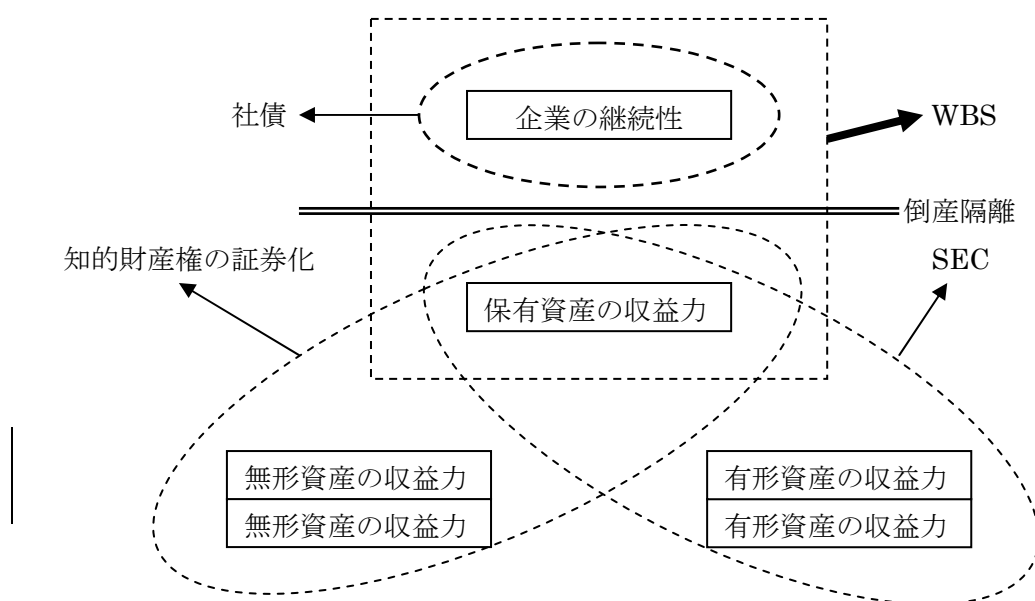 企業の継続性
社債
WBS
倒産隔離
知的財産権の証券化
SEC
保有資産の収益力
無形資産の収益力
無形資産の収益力
有形資産の収益力
有形資産の収益力